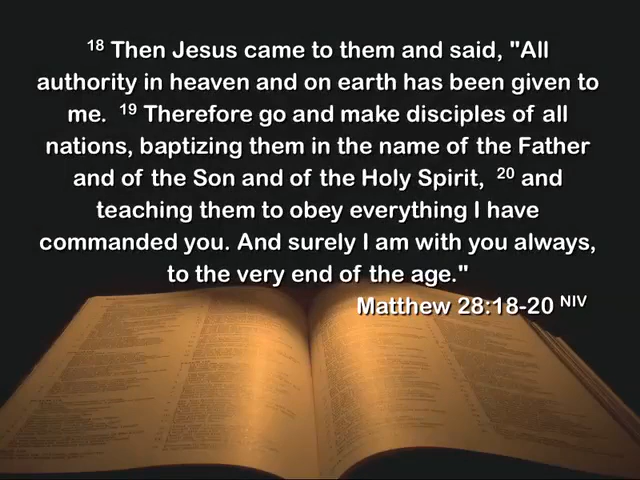 18 Then Jesus came to them and said, "All
authority in heaven and on earth has been given to
me. 19 Therefore go and make disciples of all
nations, baptizing them in the name of the Father
and of the Son and of the Holy Spirit, 20 and
teaching them to obey everything I have
commanded you. And surely I am with you always,
to the very end of the age."
Matthew 28:18-20 NIV